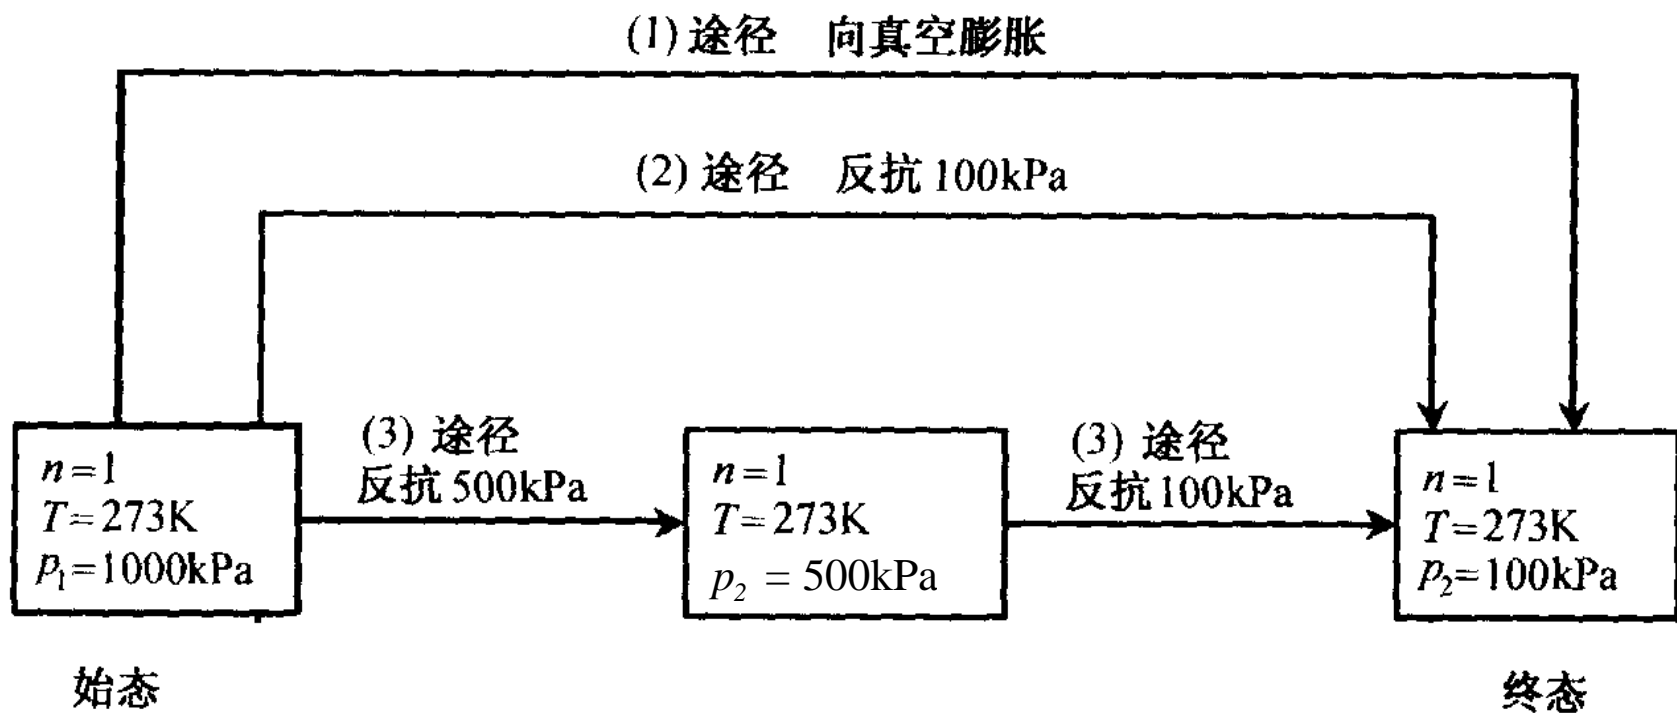 (1) 途径 向真空膨胀
(2) 途径 反抗 100kPa
(3) 途径
反抗 500kPa
(3) 途径
反抗 100kPa
n=1
T=273K
p₁=1000kPa
n=1
T=273K
p₂ = 500kPa
n=1
T=273K
p₂=100kPa
始态
终态